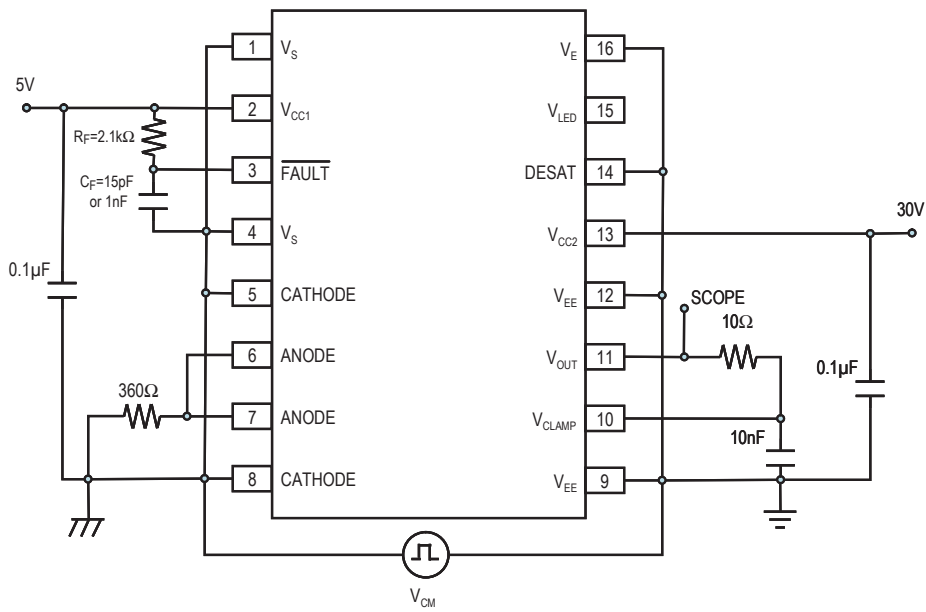 1 V_S
2 V_CC1
3 F̅A̅U̅L̅T̅
4 V_S
5 CATHODE
6 ANODE
7 ANODE
8 CATHODE
V_E 16
V_LED 15
DESAT 14
V_CC2 13
V_EE 12
V_OUT 11
V_CLAMP 10
V_EE 9
5V
R_F=2.1kΩ
C_F=15pF
or 1nF
0.1µF
360Ω
30V
SCOPE
10Ω
0.1µF
10nF
V_CM